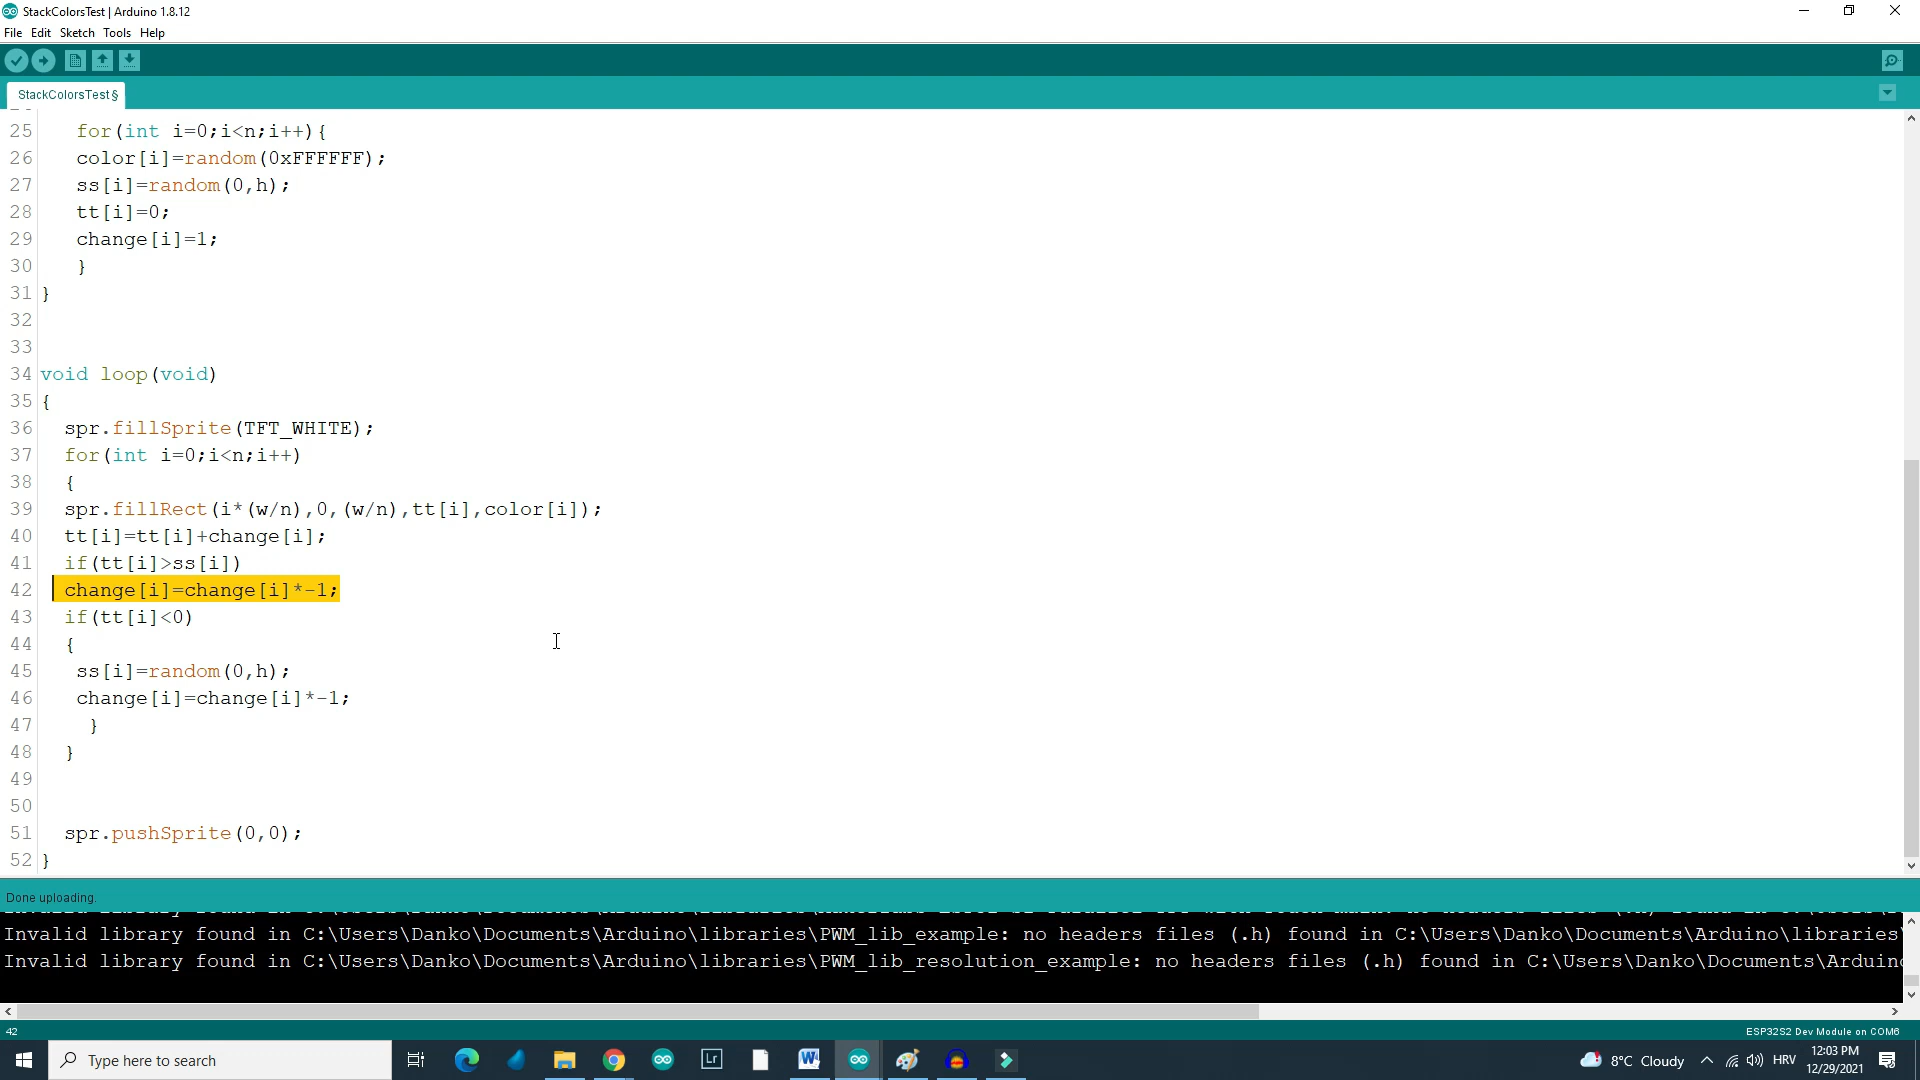 StackColorsTest | Arduino 1.8.12
File Edit Sketch Tools Help
StackColorsTest §
25 for(int i=0;i<n;i++){
26 color[i]=random(0xFFFFFF);
27 ss[i]=random(0,h);
28 tt[i]=0;
29 change[i]=1;
30 }
31 }
32
33
34 void loop(void)
35 {
36 spr.fillSprite(TFT_WHITE);
37 for(int i=0;i<n;i++)
38 {
39 spr.fillRect(i*(w/n),0,(w/n),tt[i],color[i]);
40 tt[i]=tt[i]+change[i];
41 if(tt[i]>ss[i])
42 change[i]=change[i]*-1;
43 if(tt[i]<0)
44 {
45 ss[i]=random(0,h);
46 change[i]=change[i]*-1;
47 }
48 }
49
50
51 spr.pushSprite(0,0);
52 }
Done uploading.
Invalid library found in C:\Users\Danko\Documents\Arduino\libraries\PWM_lib_example: no headers files (.h) found in C:\Users\Danko\Documents\Arduino\libraries\
Invalid library found in C:\Users\Danko\Documents\Arduino\libraries\PWM_lib_resolution_example: no headers files (.h) found in C:\Users\Danko\Documents\Arduino
42 ESP32S2 Dev Module on COM6
Type here to search Lr W 8°C Cloudy HRV 12:03 PM
12/29/2021